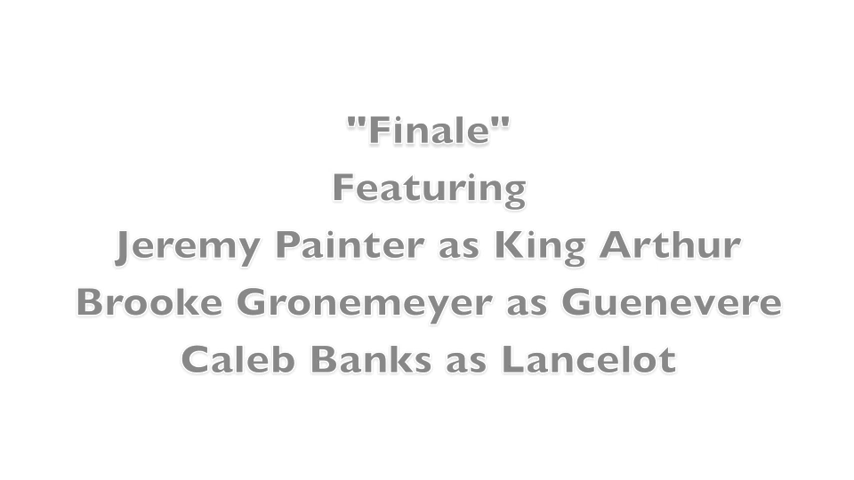 "Finale"
Featuring
Jeremy Painter as King Arthur
Brooke Gronemeyer as Guenevere
Caleb Banks as Lancelot